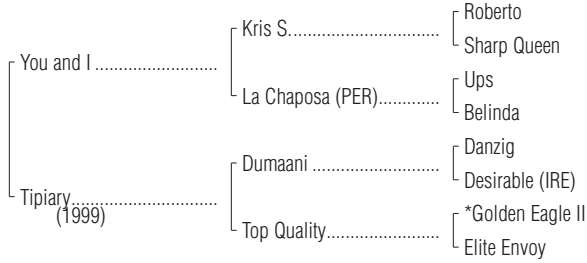 Roberto
Kris S.
Sharp Queen
You and I
Ups
La Chaposa (PER)
Belinda
Danzig
Dumaani
Desirable (IRE)
Tipiary
(1999)
*Golden Eagle II
Top Quality
Elite Envoy